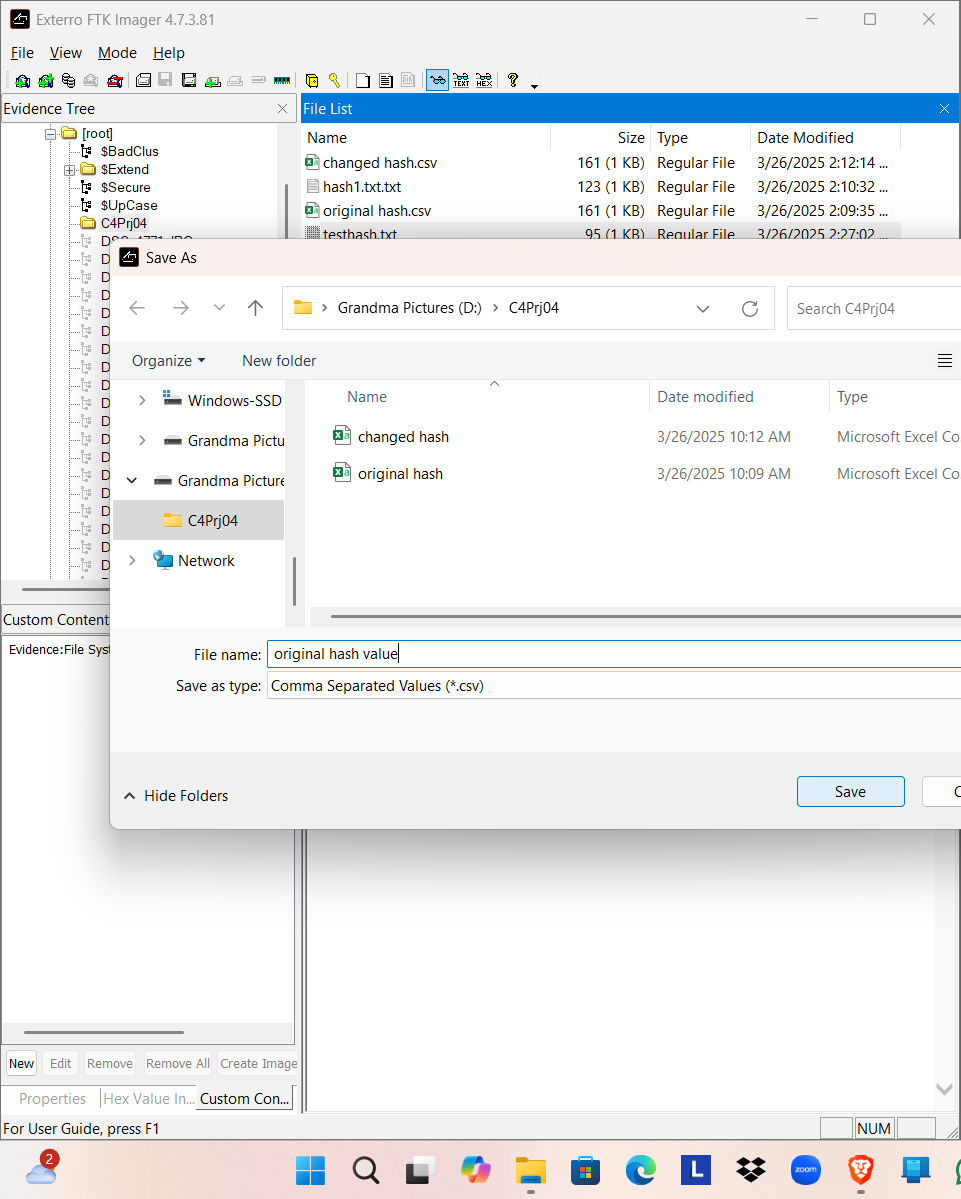 Exterro FTK Imager 4.7.3.81
File View Mode Help
Evidence Tree
[root]
$BadClus
$Extend
$Secure
$UpCase
C4Prj04
File List
Name Size Type Date Modified
changed hash.csv 161 (1 KB) Regular File 3/26/2025 2:12:14 ...
hash1.txt.txt 123 (1 KB) Regular File 3/26/2025 2:10:32 ...
original hash.csv 161 (1 KB) Regular File 3/26/2025 2:09:35 ...
testhash.txt 95 (1 KB) Regular File 3/26/2025 2:27:02 ...
Save As
Grandma Pictures (D:) > C4Prj04
Search C4Prj04
Organize New folder
Windows-SSD
Grandma Pictu
Grandma Picture
C4Prj04
Network
Name Date modified Type
changed hash 3/26/2025 10:12 AM Microsoft Excel Co
original hash 3/26/2025 10:09 AM Microsoft Excel Co
File name: original hash value
Save as type: Comma Separated Values (*.csv)
Hide Folders
Save
C
Custom Content
Evidence:File Syst
New Edit Remove Remove All Create Image
Properties Hex Value In... Custom Con...
For User Guide, press F1
NUM
2
L
zoom